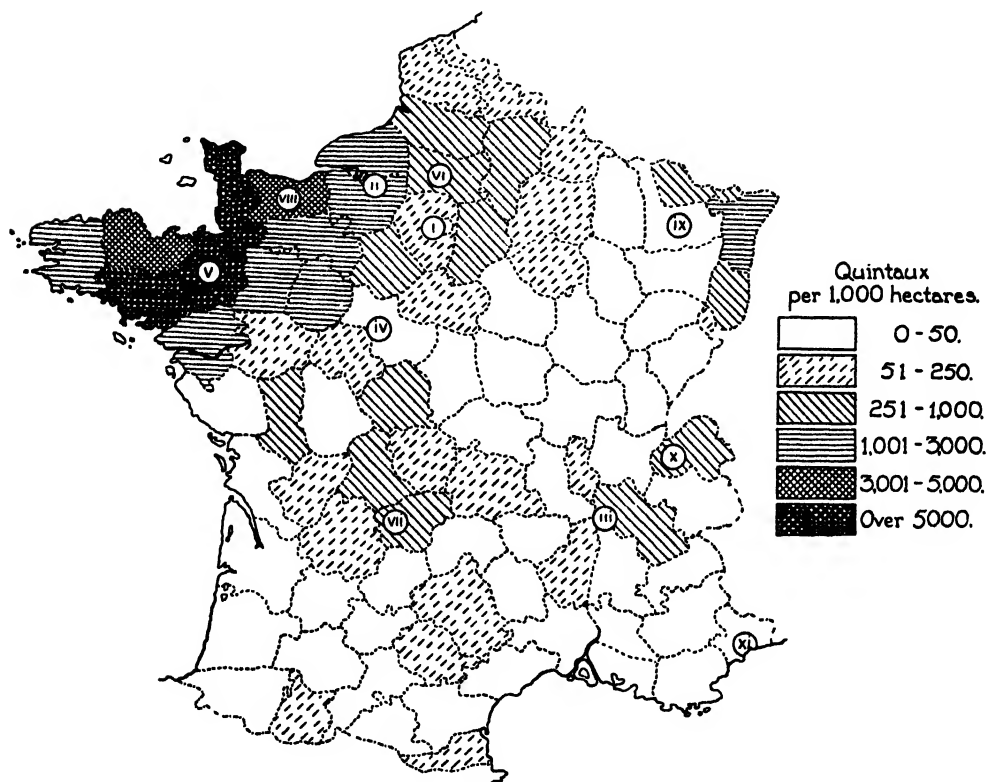 VIII
II
VI
I
IX
V
IV
X
VII
III
XI
Quintaux
per 1,000 hectares.
0 - 50.
51 - 250.
251 - 1,000.
1,001 - 3,000.
3,001 - 5,000.
Over 5000.